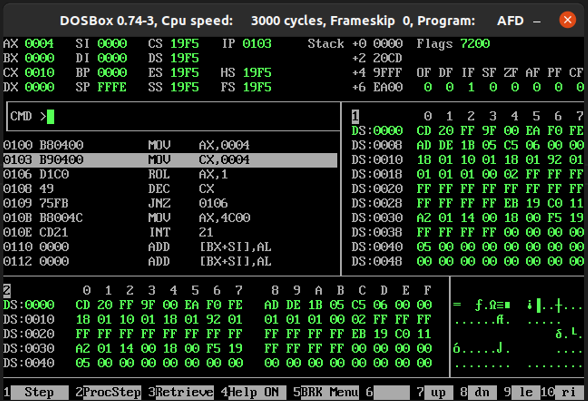 DOSBox 0.74-3, Cpu speed: 3000 cycles, Frameskip 0, Program: AFD
AX 0004 SI 0000 CS 19F5 IP 0103 Stack +0 0000 Flags 7200
BX 0000 DI 0000 DS 19F5 +2 20CD
CX 0010 BP 0000 ES 19F5 HS 19F5 +4 9FFF OF DF IF SF ZF AF PF CF
DX 0000 SP FFFE SS 19F5 FS 19F5 +6 EA00 0 0 1 0 0 0 0 0
CMD >
1 0 1 2 3 4 5 6 7
DS:0000 CD 20 FF 9F 00 EA F0 FE
DS:0008 AD DE 1B 05 C5 06 00 00
DS:0010 18 01 10 01 18 01 92 01
DS:0018 01 01 01 00 02 FF FF FF
DS:0020 FF FF FF FF FF FF FF FF
DS:0028 FF FF FF FF EB 19 C0 11
DS:0030 A2 01 14 00 18 00 F5 19
DS:0038 FF FF FF FF 00 00 00 00
DS:0040 05 00 00 00 00 00 00 00
DS:0048 00 00 00 00 00 00 00 00
0100 B80400 MOV AX,0004
0103 B90400 MOV CX,0004
0106 D1C0 ROL AX,1
0108 49 DEC CX
0109 75FB JNZ 0106
010B B8004C MOV AX,4C00
010E CD21 INT 21
0110 0000 ADD [BX+SI],AL
0112 0000 ADD [BX+SI],AL
2 0 1 2 3 4 5 6 7 8 9 A B C D E F
DS:0000 CD 20 FF 9F 00 EA F0 FE AD DE 1B 05 C5 06 00 00
DS:0010 18 01 10 01 18 01 92 01 01 01 01 00 02 FF FF FF
DS:0020 FF FF FF FF FF FF FF FF FF FF FF FF EB 19 C0 11
DS:0030 A2 01 14 00 18 00 F5 19 FF FF FF FF 00 00 00 00
DS:0040 05 00 00 00 00 00 00 00 00 00 00 00 00 00 00 00
1 Step 2ProcStep 3Retrieve 4Help ON 5BRK Menu 6 7 up 8 dn 9 le 10 ri